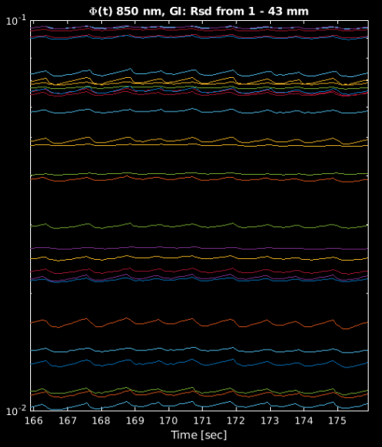 Φ(t) 850 nm, GI: Rsd from 1 - 43 mm
10-1
10-2
166 167 168 169 170 171 172 173 174 175
Time [sec]